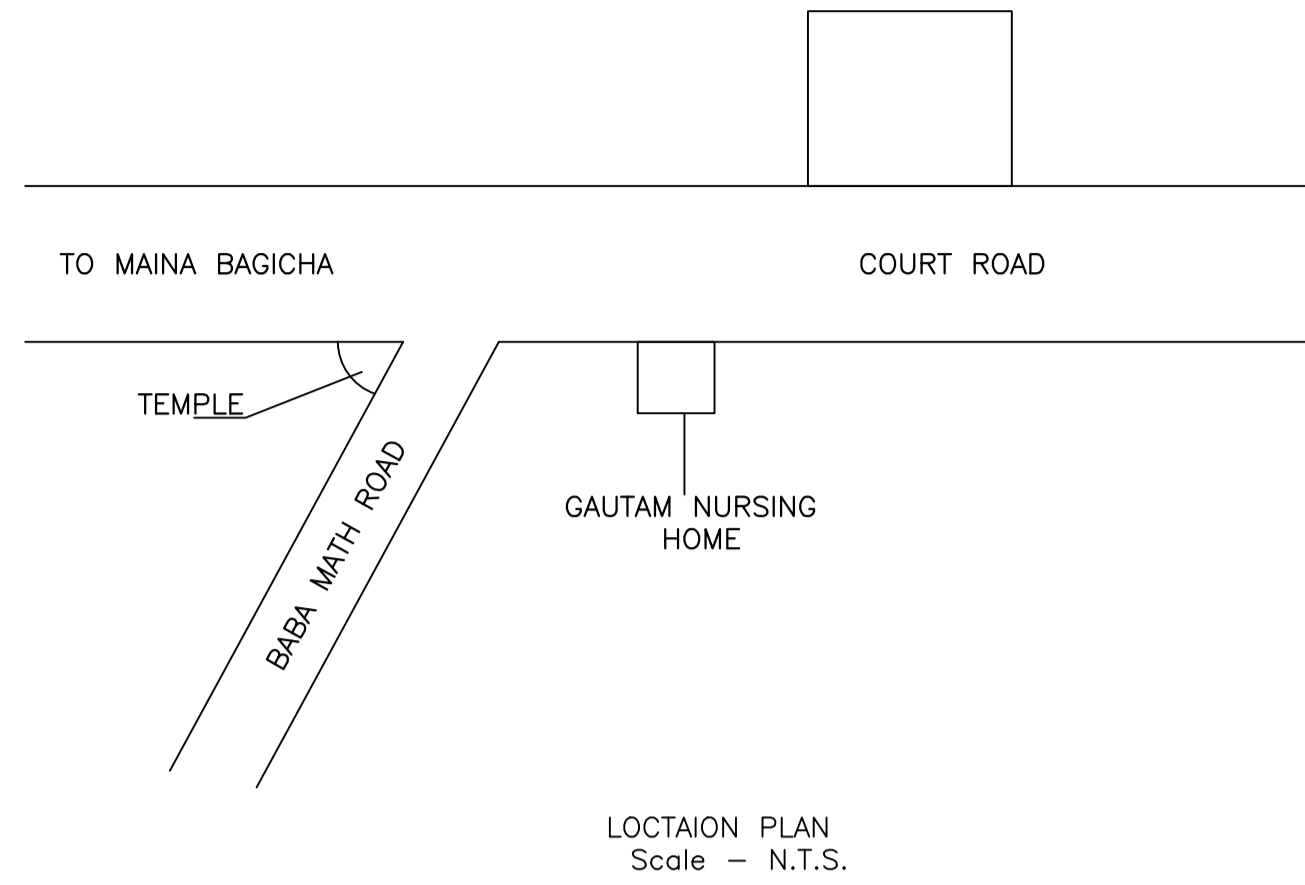 TO MAINA BAGICHA
COURT ROAD
TEMPLE
BABA MATH ROAD
GAUTAM NURSING
HOME
LOCTAION PLAN
Scale - N.T.S.